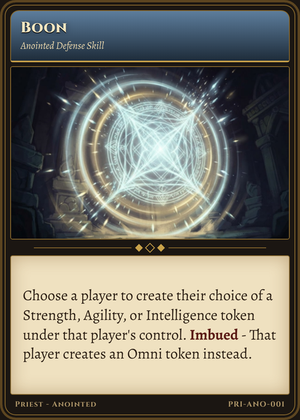 Boon
Anointed Defense Skill
Choose a player to create their choice of a
Strength, Agility, or Intelligence token
under that player's control. Imbued - That
player creates an Omni token instead.
Priest - Anointed
PRI-ANO-001